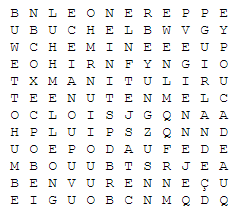 B N L E O N E R E P P E
U B U C H E L B W V G Y
W C H E M I N E E E U P
E O H I R N F Y N G I O
T X M A N I T U L I R U
T E E N U T E N M E L C
O C L O I S J G Q N A A
H P L U I P S Z Q N N D
U O E P O D A U F E D E
M B O U U B T S R J E A
B E N V U R E N N E Ç U
E I G U O B C N M Q D Q